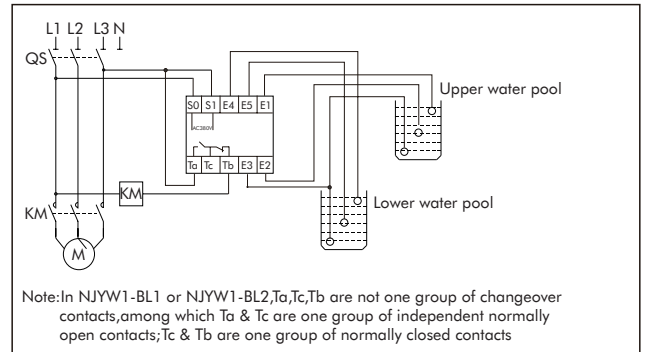 L1 L2 L3 N
QS
S0 S1 E4 E5 E1
AC380V
Ta Tc Tb E3 E2
Upper water pool
KM
Lower water pool
KM
M
Note:In NJYW1-BL1 or NJYW1-BL2,Ta,Tc,Tb are not one group of changeover
contacts,among which Ta & Tc are one group of independent normally
open contacts;Tc & Tb are one group of normally closed contacts